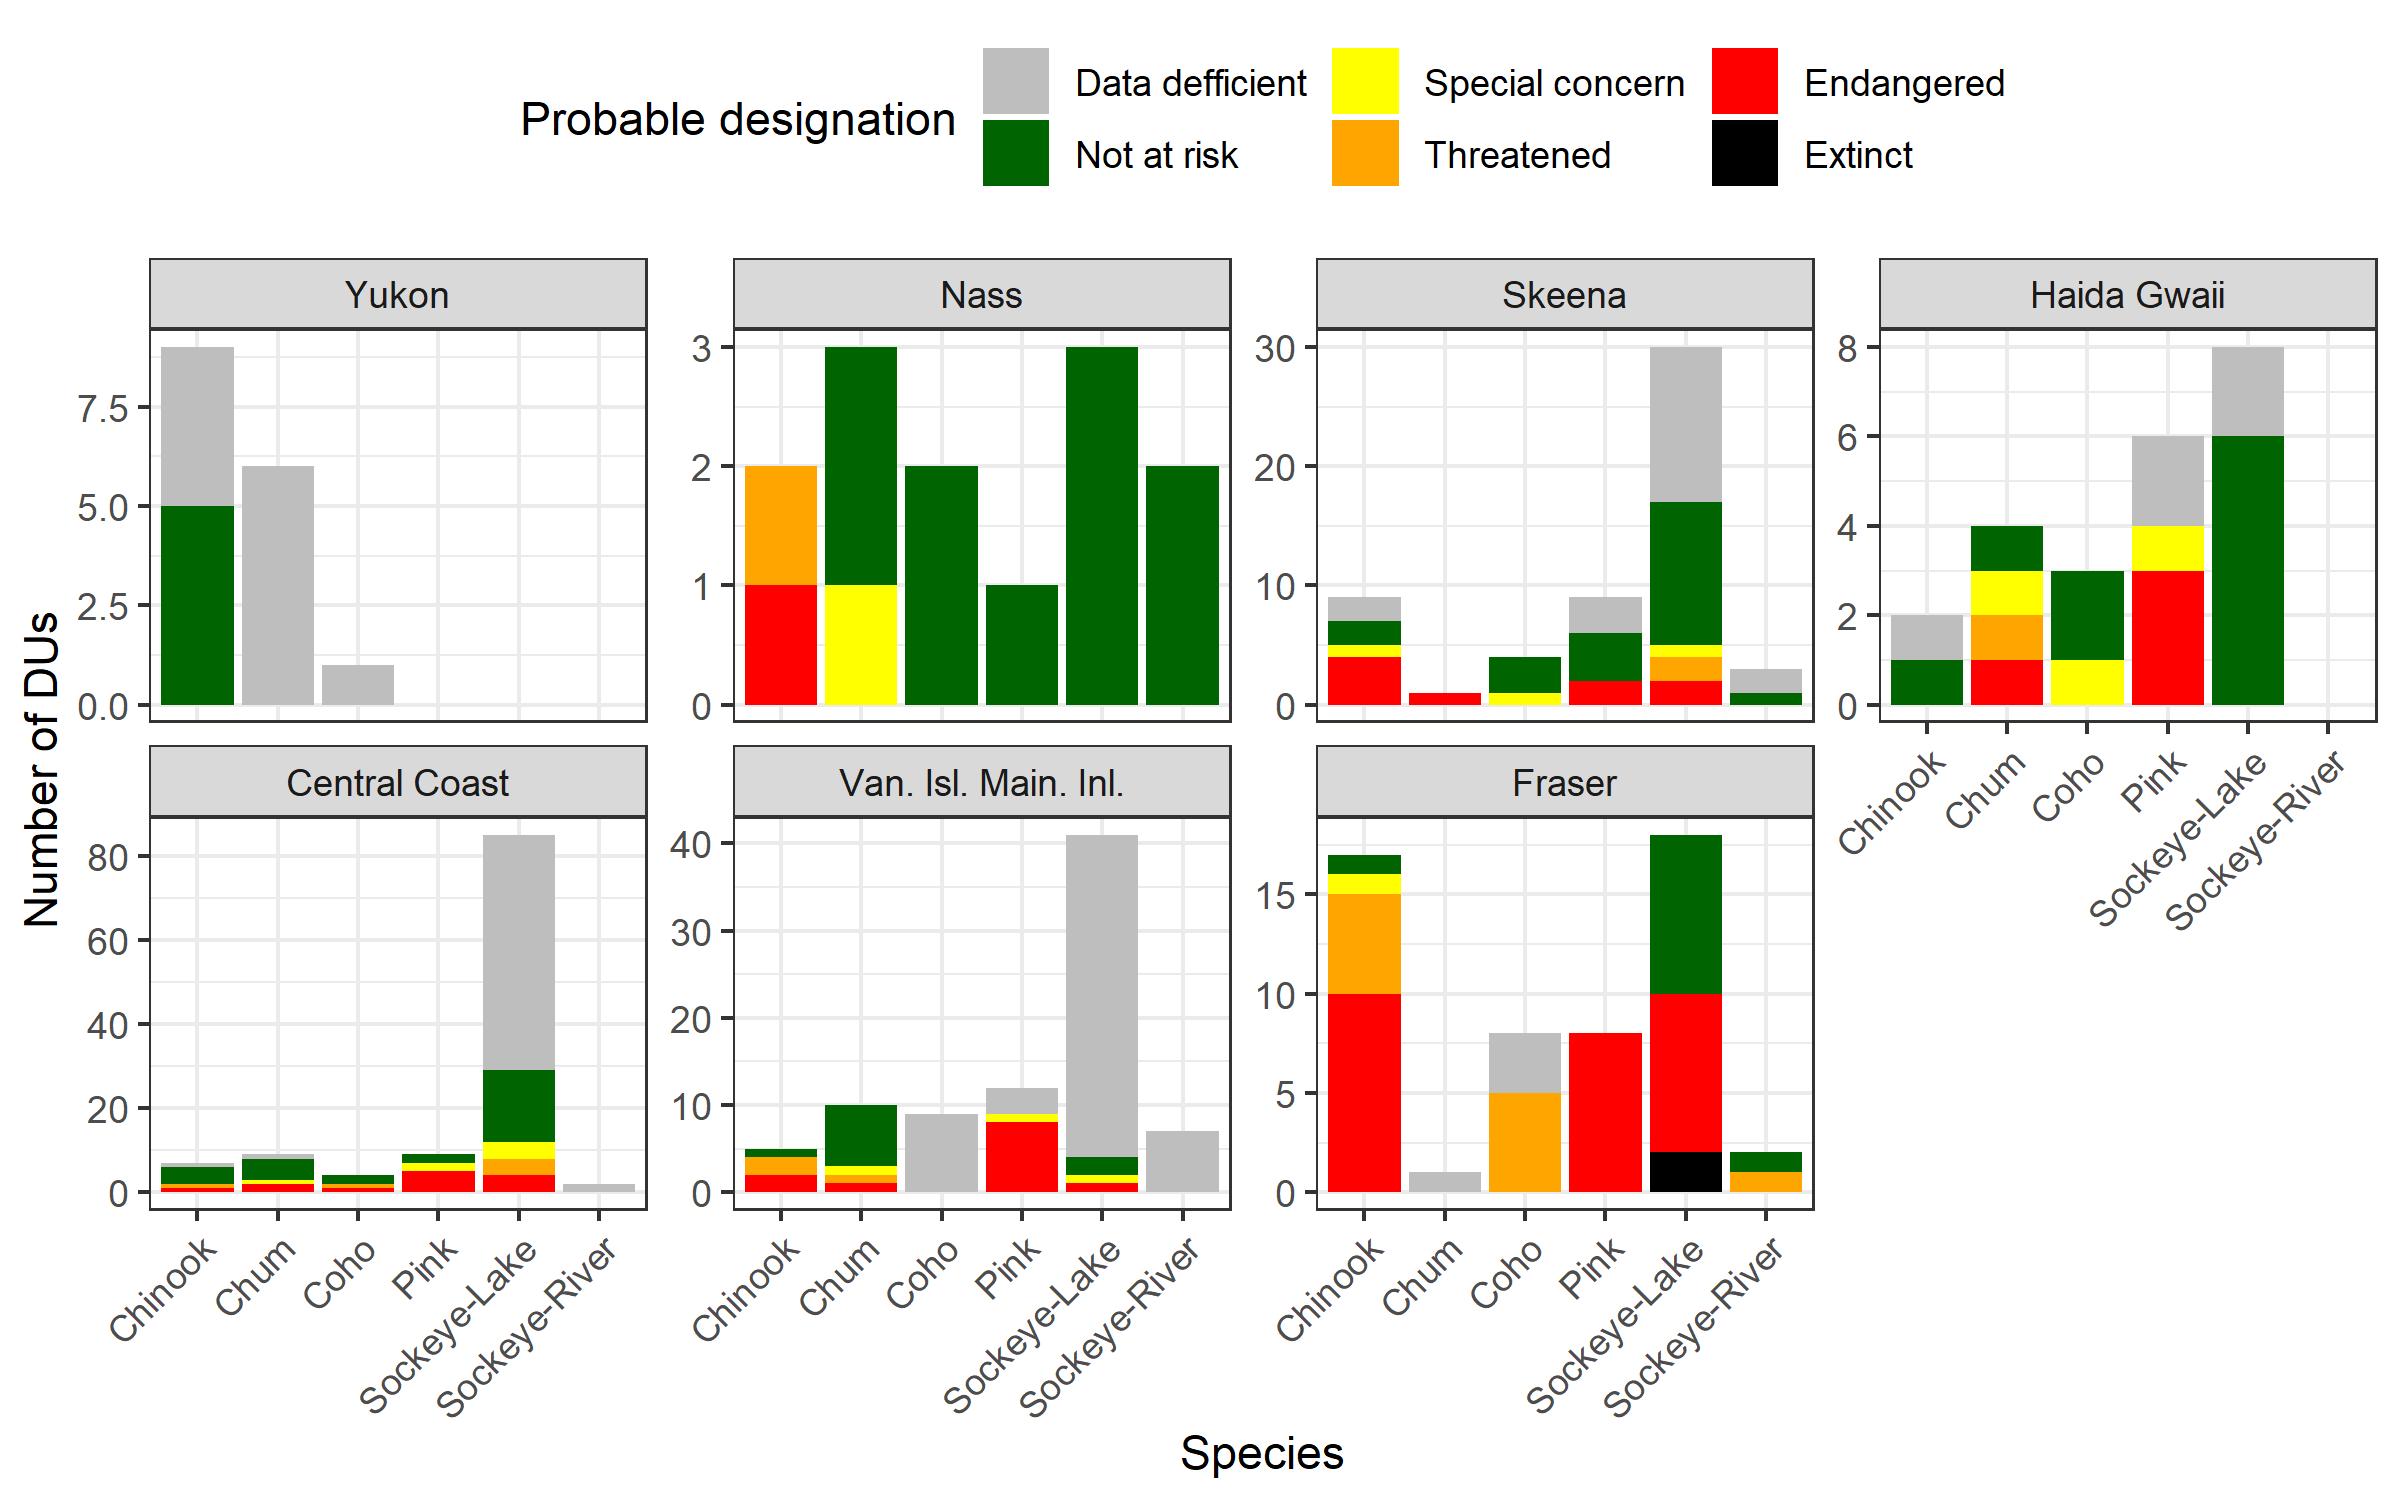 Probable designation
Data defficient
Special concern
Endangered
Not at risk
Threatened
Extinct
Number of DUs
Yukon
7.5
5.0
2.5
0.0
Nass
3
2
1
0
Skeena
30
20
10
0
Haida Gwaii
8
6
4
2
0
Chinook
Chum
Coho
Pink
Sockeye-Lake
Sockeye-River
Central Coast
80
60
40
20
0
Chinook
Chum
Coho
Pink
Sockeye-Lake
Sockeye-River
Van. Isl. Main. Inl.
40
30
20
10
0
Chinook
Chum
Coho
Pink
Sockeye-Lake
Sockeye-River
Fraser
15
10
5
0
Chinook
Chum
Coho
Pink
Sockeye-Lake
Sockeye-River
Species